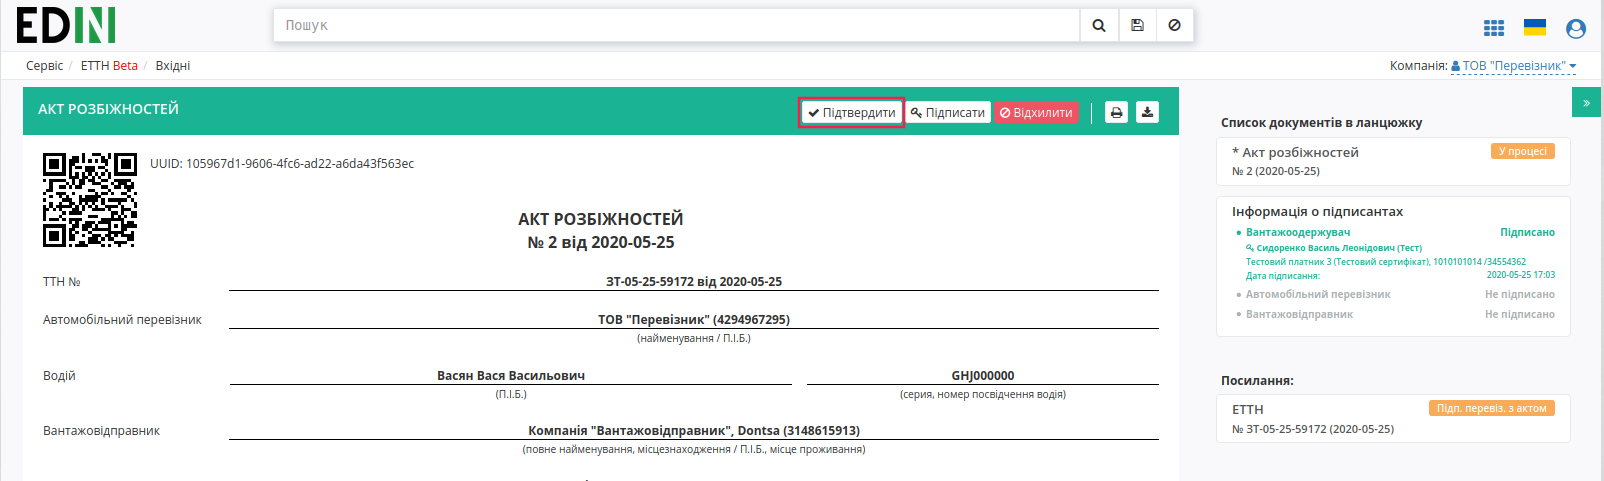 EDIN
Пошук
Сервіс / ЕТТН Beta / Вхідні
Компанія: ТОВ "Перевізник"
АКТ РОЗБІЖНОСТЕЙ
Підтвердити Підписати Відхилити
»
UUID: 105967d1-9606-4fc6-ad22-a6da43f563ec
АКТ РОЗБІЖНОСТЕЙ
№ 2 від 2020-05-25
ТТН № ЗТ-05-25-59172 від 2020-05-25
Автомобільний перевізник ТОВ "Перевізник" (4294967295)
(найменування / П.І.Б.)
Водій Васян Вася Васильович GHJ000000
(П.І.Б.) (серия, номер посвідчення водія)
Вантажовідправник Компанія "Вантажовідправник", Dontsa (3148615913)
(повне найменування, місцезнаходження / П.І.Б., місце проживання)
Список документів в ланцюжку
* Акт розбіжностей У процесі
№ 2 (2020-05-25)
Інформація о підписантах
Вантажоодержувач Підписано
Сидоренко Василь Леонідович (Тест)
Тестовий платник 3 (Тестовий сертифікат), 1010101014 /34554362
Дата підписання: 2020-05-25 17:03
Автомобільний перевізник Не підписано
Вантажовідправник Не підписано
Посилання:
ЕТТН Підп. перевіз. з актом
№ ЗТ-05-25-59172 (2020-05-25)